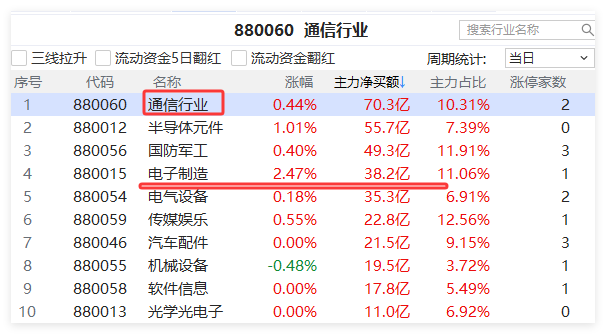 880060 通信行业 搜索行业名称
三线拉升 流动资金5日翻红 流动资金翻红 周期统计: 当日
序号 代码 名称 涨幅 主力净买额↓ 主力占比 涨停家数
1 880060 通信行业 0.44% 70.3亿 10.31% 2
2 880012 半导体元件 1.01% 55.7亿 7.39% 0
3 880056 国防军工 0.40% 49.3亿 11.91% 3
4 880015 电子制造 2.47% 38.2亿 11.06% 1
5 880054 电气设备 0.18% 35.3亿 6.91% 2
6 880059 传媒娱乐 0.55% 22.8亿 12.56% 1
7 880046 汽车配件 0.00% 21.5亿 9.15% 3
8 880055 机械设备 -0.48% 19.5亿 3.72% 1
9 880058 软件信息 0.00% 17.8亿 5.49% 1
10 880013 光学光电子 0.00% 11.0亿 6.92% 0